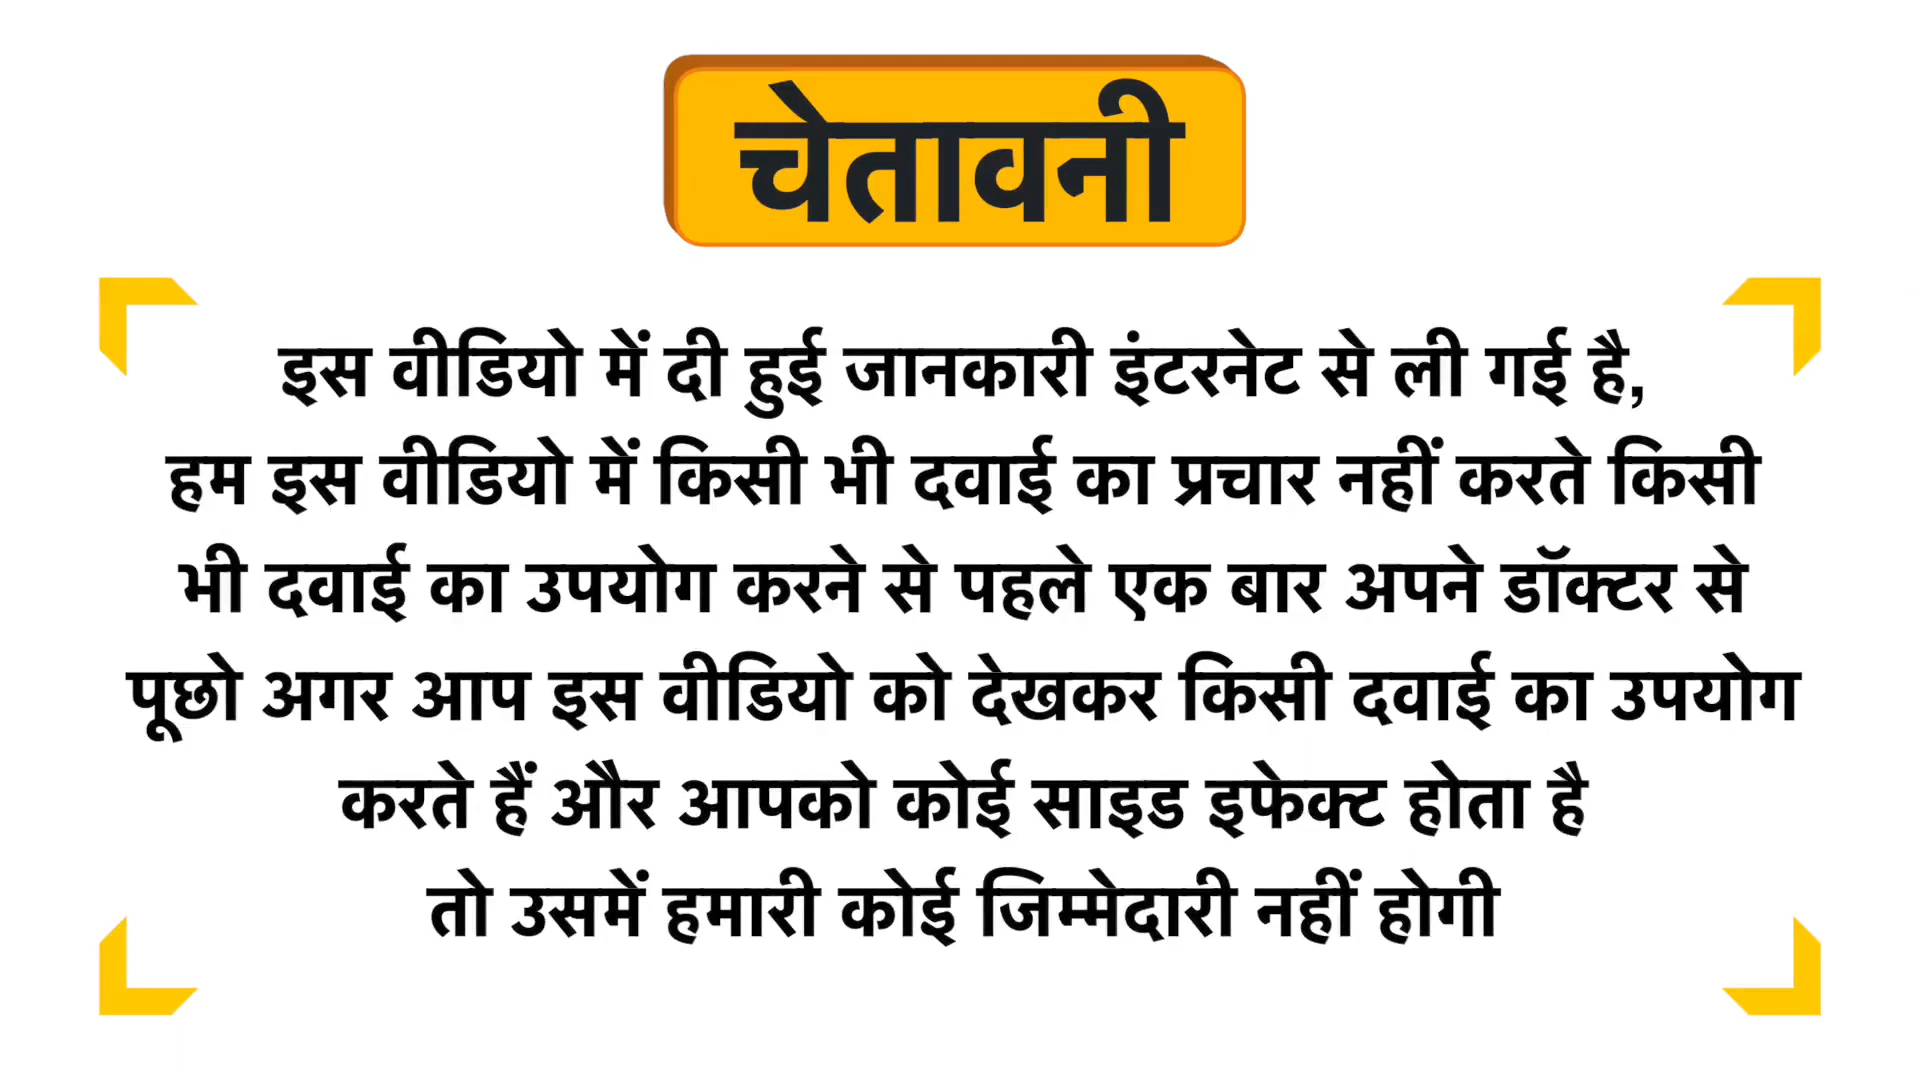 चेतावनी
इस वीडियो में दी हुई जानकारी इंटरनेट से ली गई है,
हम इस वीडियो में किसी भी दवाई का प्रचार नहीं करते किसी
भी दवाई का उपयोग करने से पहले एक बार अपने डॉक्टर से
पूछो अगर आप इस वीडियो को देखकर किसी दवाई का उपयोग
करते हैं और आपको कोई साइड इफेक्ट होता है
तो उसमें हमारी कोई जिम्मेदारी नहीं होगी